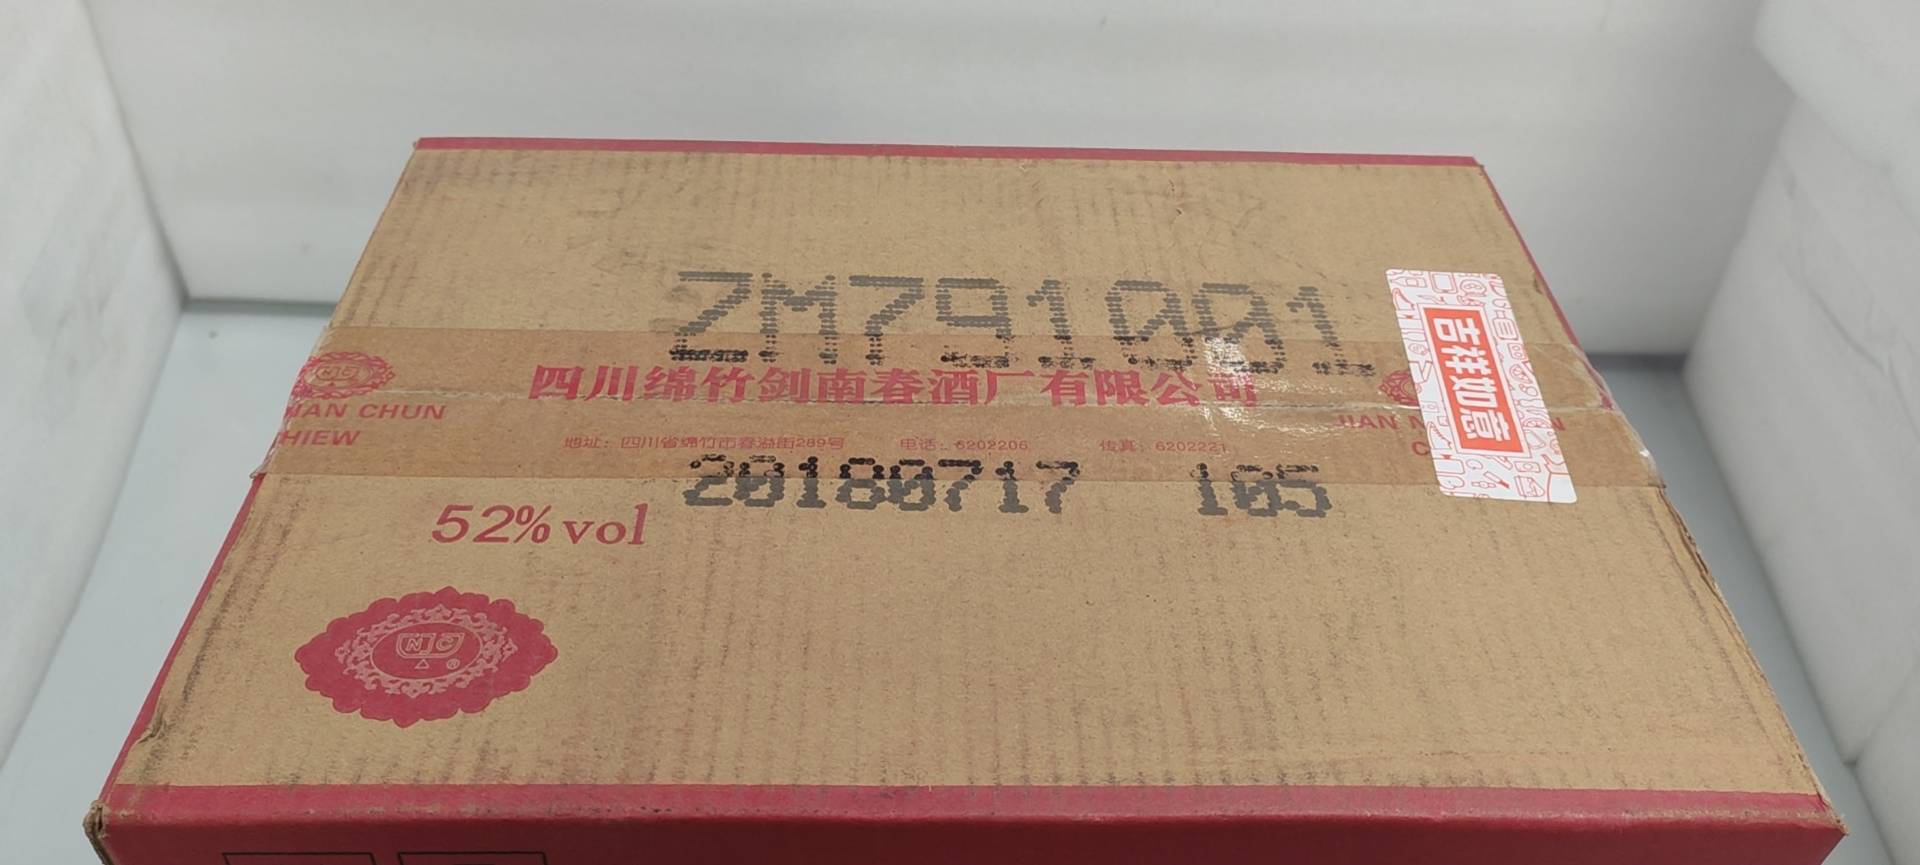 ZM791001
四川绵竹剑南春酒厂有限公司
JIAN CHUN
CHIEW
地址：四川省绵竹市春溢街289号 电话：6202206 传真：6202221
JIAN
吉祥如意
20180717 105
52% vol
NJC
®